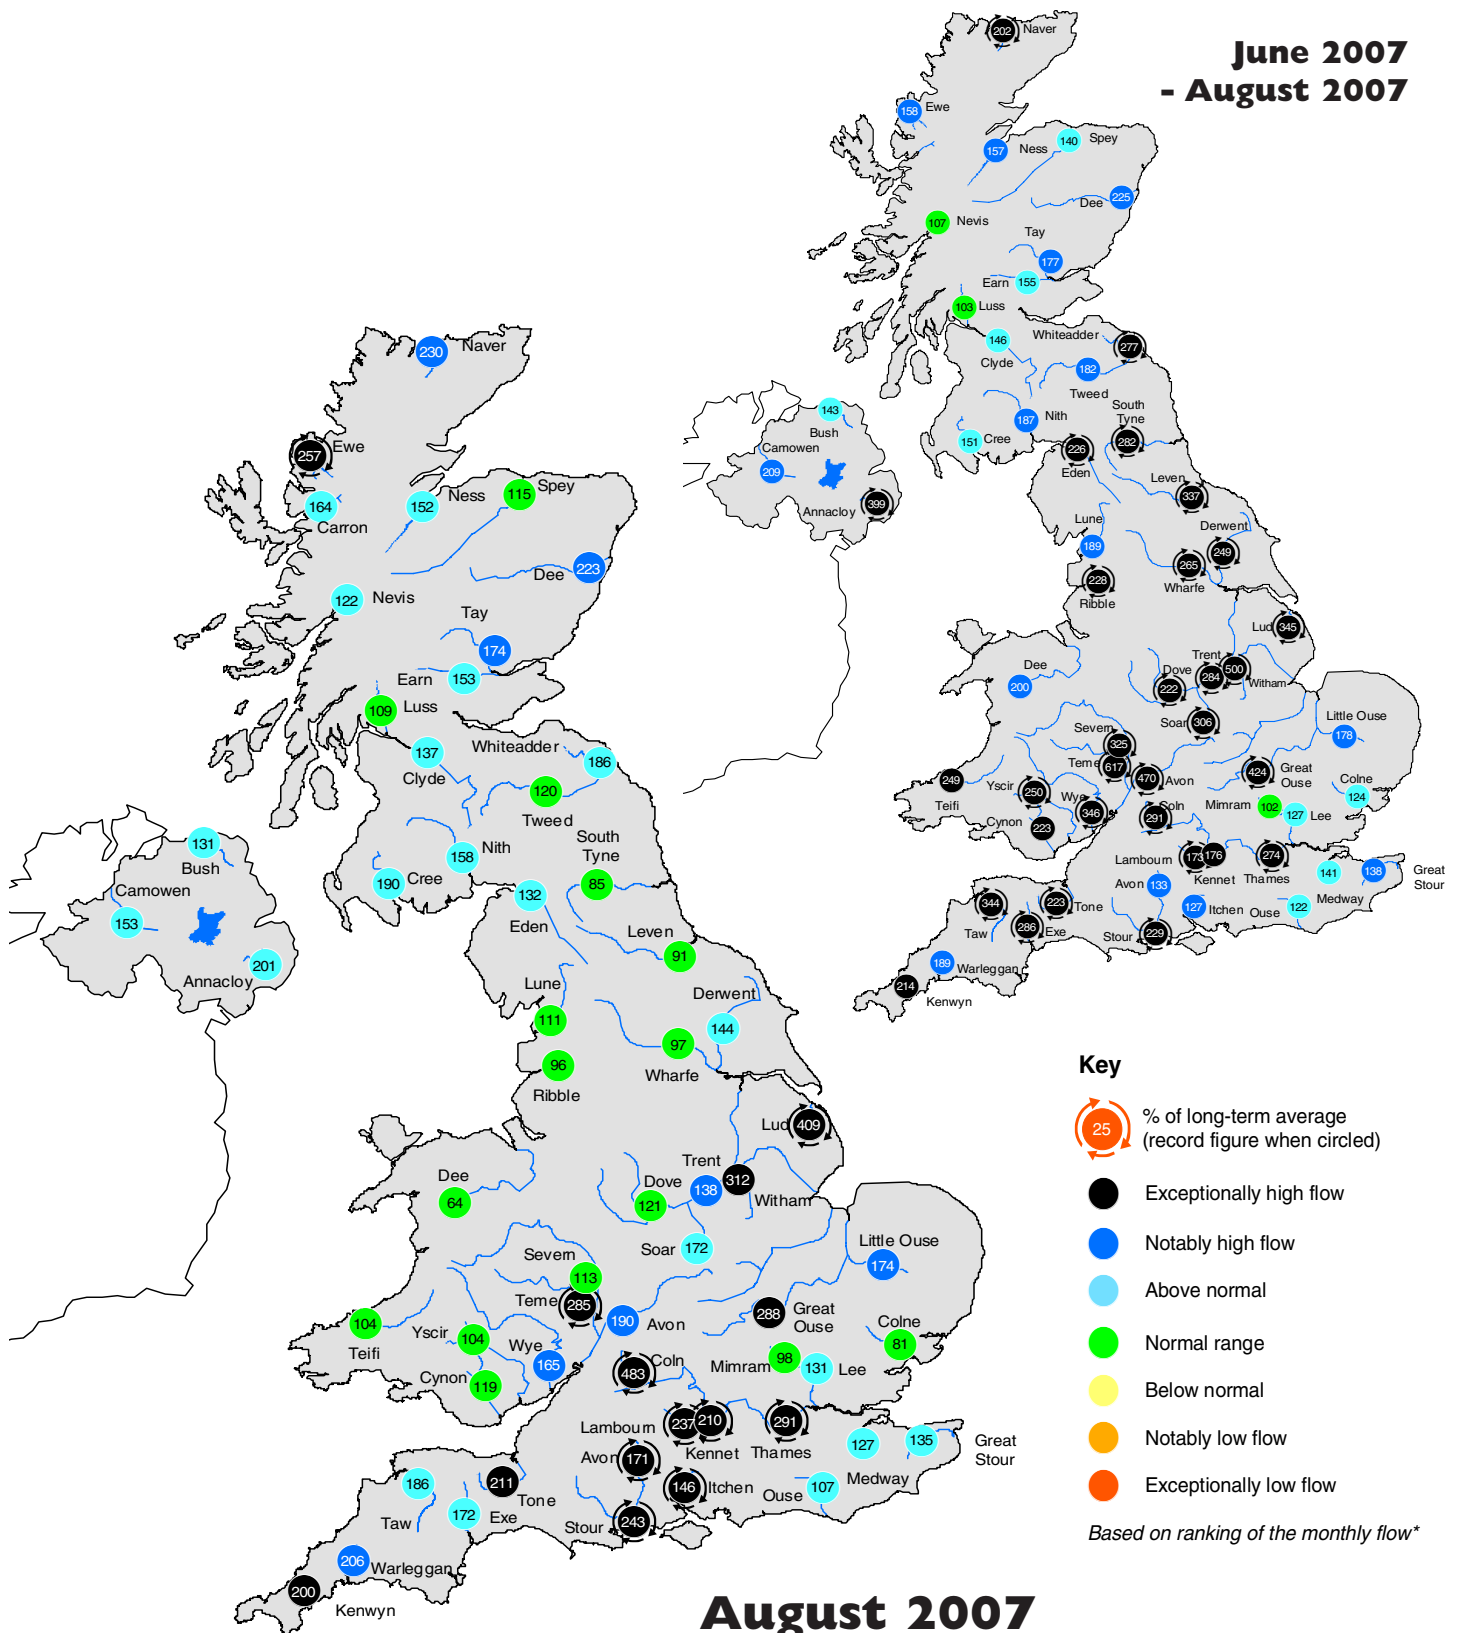 June 2007
- August 2007
202 Naver
158 Ewe
157 Ness
140 Spey
Dee 225
107 Nevis
Tay
177
Earn 155
103 Luss
146
Clyde
Whiteadder
277
182
Tweed
187 Nith
South
Tyne
282
151 Cree
226
Eden
143
Bush
Camowen
209
Annacloy
399
Leven
337
Lune
189
Derwent
249
265
Wharfe
228
Ribble
Lud 345
Dee
200
Trent
Dove
500
284
222
Witham
Soar 306
Little Ouse
178
Severn
325
Teme 617
470 Avon
424 Great
Ouse
Colne
124
249
Teifi
Yscir
250
Wye
346
Cynon
223
Coln
291
Mimram 102
127 Lee
Lambourn
173 176
Kennet
274
Thames
141
138
Great
Stour
Medway
Avon 133
127 Itchen
Ouse 122
344
Taw
223 Tone
286 Exe
Stour 229
189
Warleggan
214
Kenwyn
230 Naver
257 Ewe
164
Carron
152 Ness
115 Spey
Dee 223
122 Nevis
Tay
174
Earn 153
109 Luss
137
Clyde
Whiteadder
186
120
Tweed
158 Nith
South
Tyne
85
190 Cree
132
Eden
131
Bush
Camowen
153
Annacloy
201
Leven
91
Lune
111
Derwent
144
97
Wharfe
96
Ribble
Lud 409
Dee
64
Trent
Dove
138
312
121
Witham
Soar 172
Little Ouse
174
Severn
113
Teme 285
190 Avon
288 Great
Ouse
Colne
81
104
Teifi
Yscir 104
Wye
165
Cynon 119
Coln
483
Mimram 98
131 Lee
Lambourn
237 210
Kennet
291
Thames
127
135
Great
Stour
Medway
Avon 171
146 Itchen
Ouse 107
186
Taw
211
Tone
172 Exe
Stour 243
206 Warleggan
200
Kenwyn
August 2007
Key
25
% of long-term average
(record figure when circled)
Exceptionally high flow
Notably high flow
Above normal
Normal range
Below normal
Notably low flow
Exceptionally low flow
Based on ranking of the monthly flow*